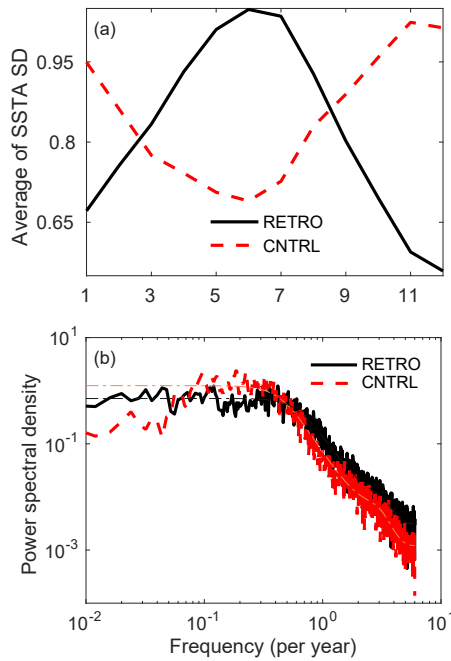 (a)
0.95
0.8
0.65
Average of SSTA SD
RETRO
CNTRL
1 3 5 7 9 11
(b)
10^1
10^-1
10^-3
Power spectral density
RETRO
CNTRL
10^-2 10^-1 10^0 10^1
Frequency (per year)